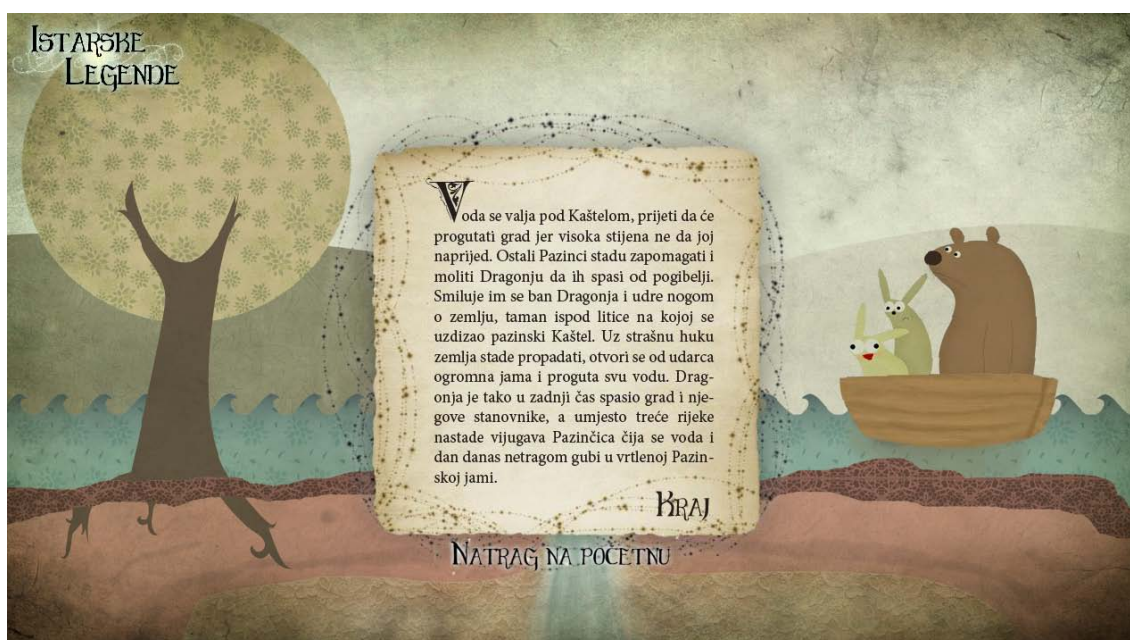 ISTARSKE
LEGENDE
Voda se valja pod Kaštelom, prijeti da će
progutati grad jer visoka stijena ne da joj
naprijed. Ostali Pazinci stadu zapomagati i
moliti Dragonju da ih spasi od pogibelji.
Smiluje im se ban Dragonja i udre nogom
o zemlju, taman ispod litice na kojoj se
uzdizao pazinski Kaštel. Uz strašnu huku
zemlja stade propadati, otvori se od udarca
ogromna jama i proguta svu vodu. Drag-
onja je tako u zadnji čas spasio grad i nje-
gove stanovnike, a umjesto treće rijeke
nastade vijugava Pazinčica čija se voda i
dan danas netragom gubi u vrtlenoj Pazin-
skoj jami.
KRAJ
NATRAG NA POČETNU